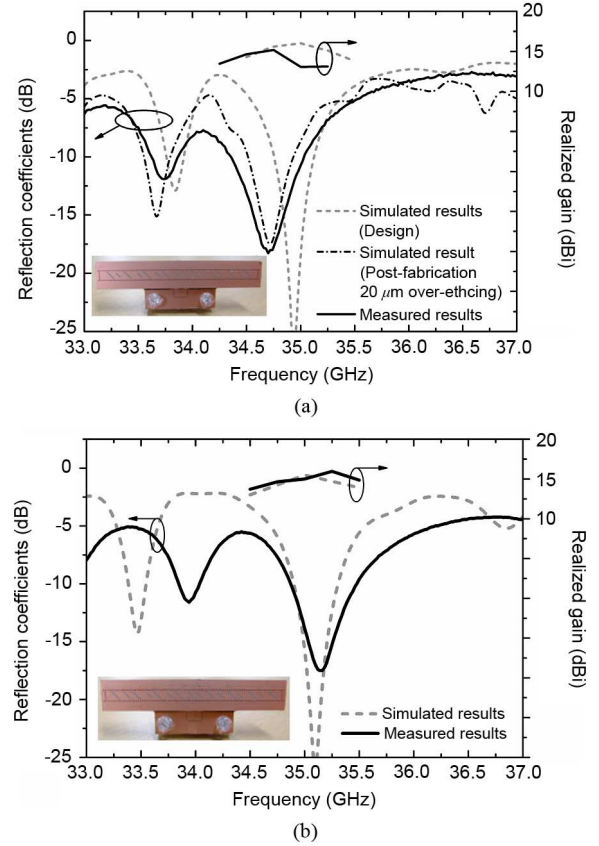 0
-5
-10
-15
-20
-25
Reflection coefficients (dB)
20
15
10
Realized gain (dBi)
Simulated results
(Design)
Simulated result
(Post-fabrication
20 μm over-ethcing)
Measured results
33.0 33.5 34.0 34.5 35.0 35.5 36.0 36.5 37.0
Frequency (GHz)
(a)
0
-5
-10
-15
-20
-25
Reflection coefficients (dB)
20
15
10
Realized gain (dBi)
Simulated results
Measured results
33.0 33.5 34.0 34.5 35.0 35.5 36.0 36.5 37.0
Frequency (GHz)
(b)